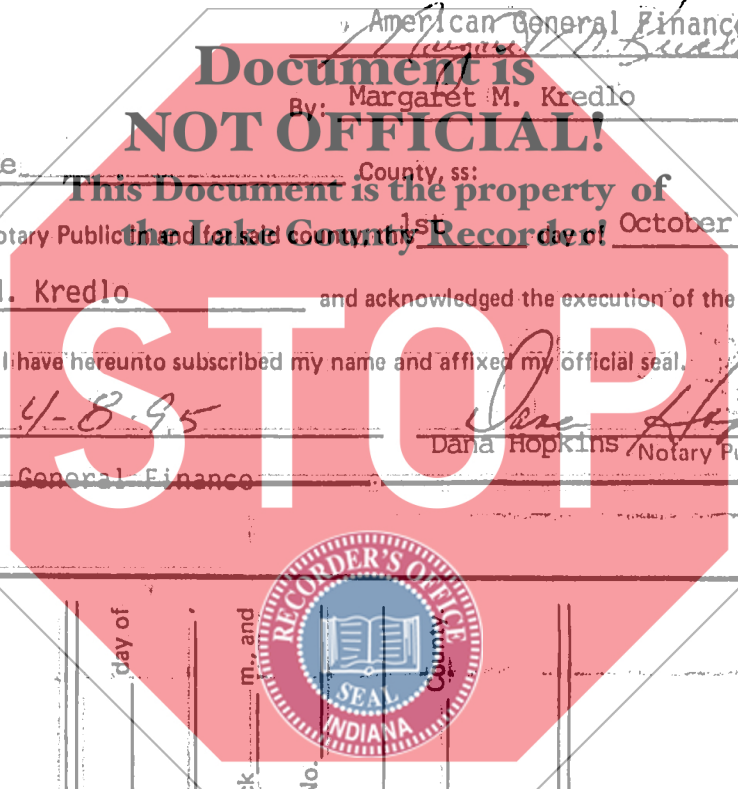 American General Finance
Document is
By: Margaret M. Kredlo
NOT OFFICIAL!
e County, ss:
This Document is the property of
otary Public in and for said county, this 1st day of October
the Lake County Recorder!
. Kredlo and acknowledged the execution of the
I have hereunto subscribed my name and affixed my official seal.
STOP
4-8-95
Dana Hopkins Notary Pu
General Finance
RECORDER'S OFFICE
SEAL
INDIANA
day of
m., and
County,
ck
No.